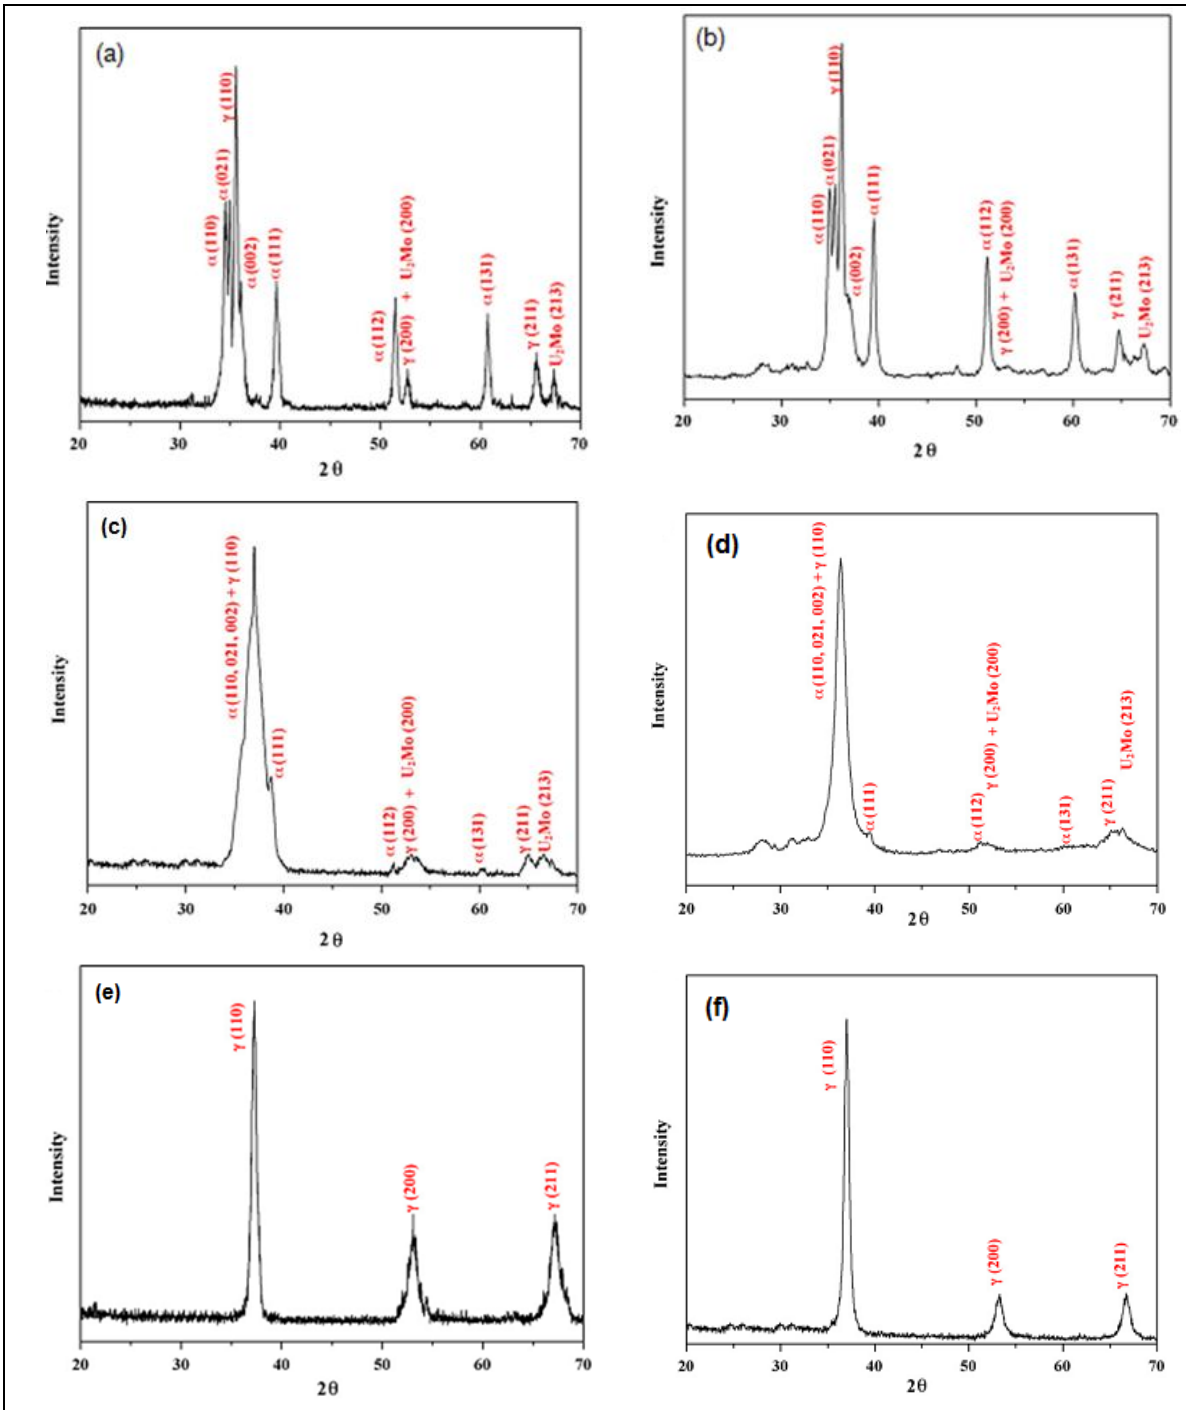 (a)
γ (110)
α (021)
α (110)
α (002)
α (111)
α (112)
γ (200) + U₂Mo (200)
α (131)
γ (211)
U₂Mo (213)
Intensity
20 30 40 50 60 70
2 θ
(b)
γ (110)
α (021)
α (110)
α (002)
α (111)
α (112)
γ (200) + U₂Mo (200)
α (131)
γ (211)
U₂Mo (213)
Intensity
20 30 40 50 60 70
2 θ
(c)
α (110, 021, 002) + γ (110)
α (111)
α (112)
γ (200) + U₂Mo (200)
α (131)
γ (211)
U₂Mo (213)
Intensity
20 30 40 50 60 70
2 θ
(d)
α (110, 021, 002) + γ (110)
α (111)
α (112)
γ (200) + U₂Mo (200)
α (131)
γ (211)
U₂Mo (213)
Intensity
20 30 40 50 60 70
2θ
(e)
γ (110)
γ (200)
γ (211)
Intensity
20 30 40 50 60 70
2θ
(f)
γ (110)
γ (200)
γ (211)
Intensity
20 30 40 50 60 70
2θ